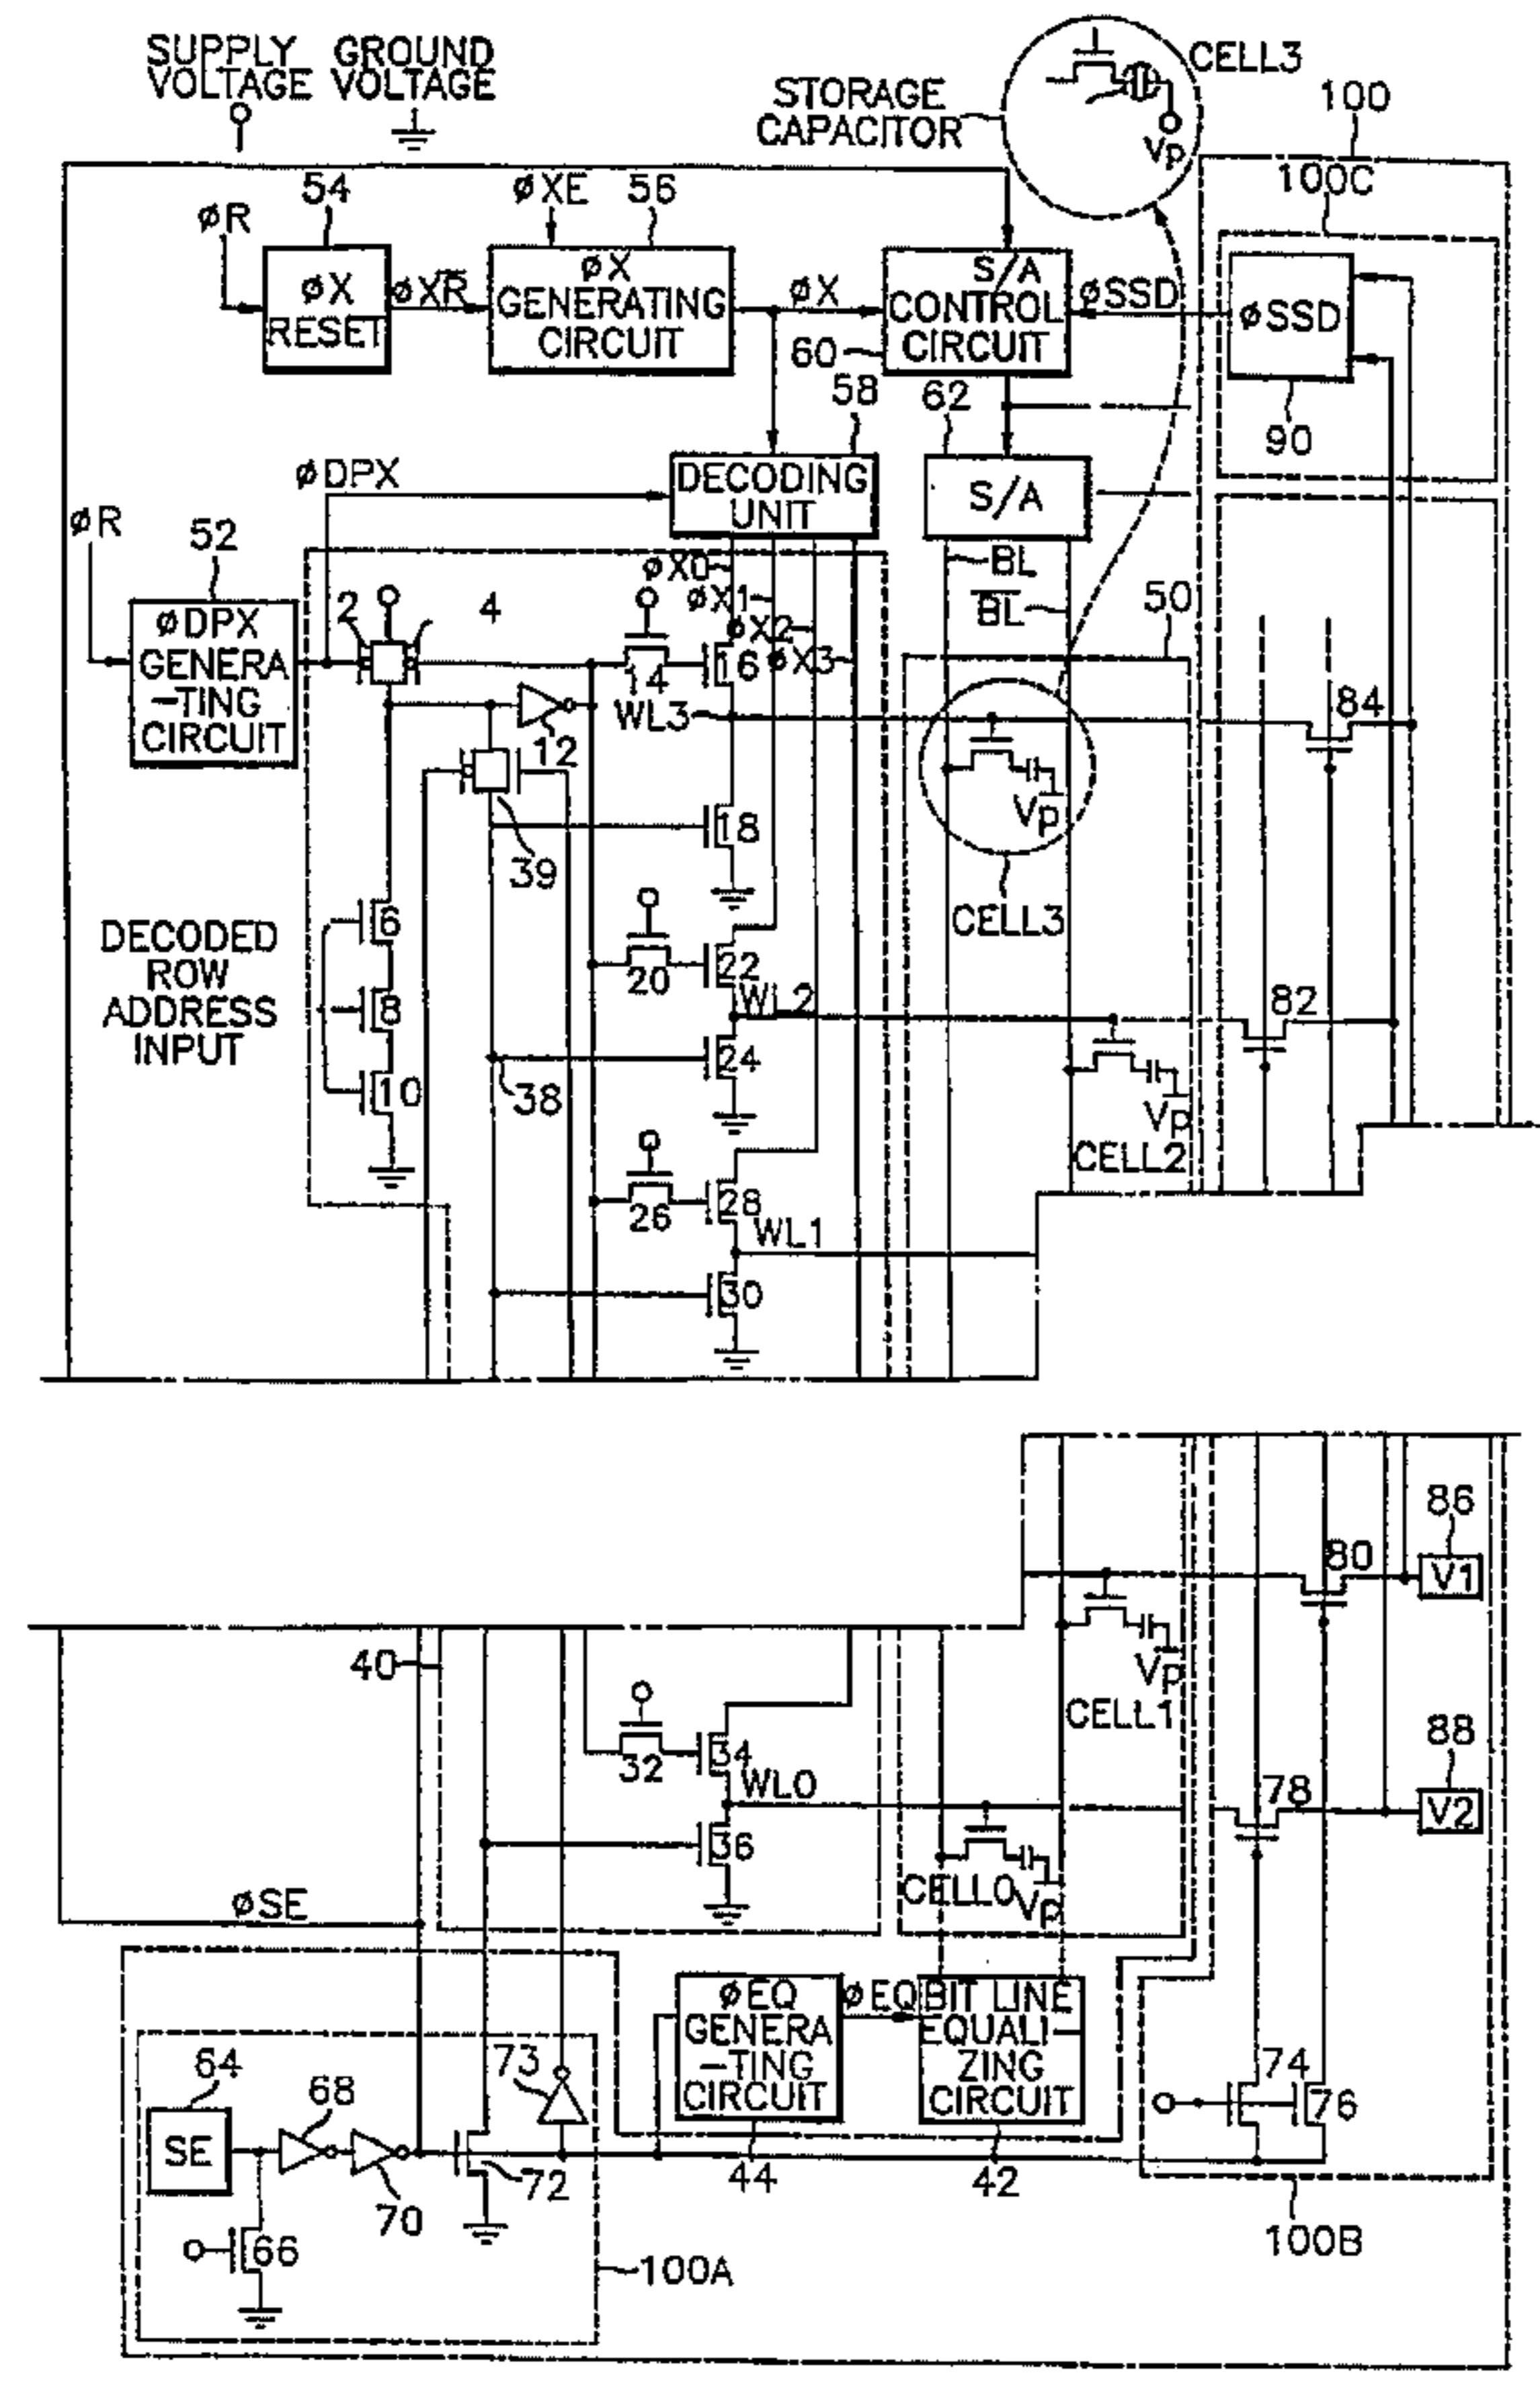 SUPPLY VOLTAGE
GROUND VOLTAGE
STORAGE CAPACITOR
CELL3
Vp
100
100C
54
øXE
56
øR
øX RESET
øXR̅
øX GENERATING CIRCUIT
øX
S/A CONTROL CIRCUIT
øSSD
øSSD
60
58
62
90
øDPX
DECODING UNIT
S/A
øR
52
øX0
øX1
øX2
øX3
BL
B̅L̅
50
2
4
øDPX GENERA-TING CIRCUIT
14
16
WL3
84
12
Vp
18
39
CELL3
6
DECODED ROW ADDRESS INPUT
8
10
20
22
WL2
82
24
38
Vp
CELL2
26
28
WL1
30
86
80
V1
40
Vp
CELL1
32
34
WL0
88
78
V2
36
CELL0
Vp
øSE
øEQ GENERA-TING CIRCUIT
øEQ
BIT LINE EQUALI-ZING CIRCUIT
64
68
73
74
76
SE
70
72
44
42
66
100A
100B